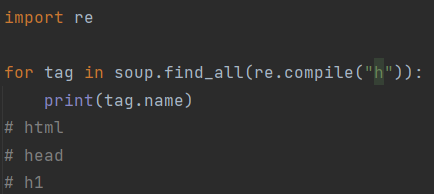 import re

for tag in soup.find_all(re.compile("h")):
    print(tag.name)
# html
# head
# h1